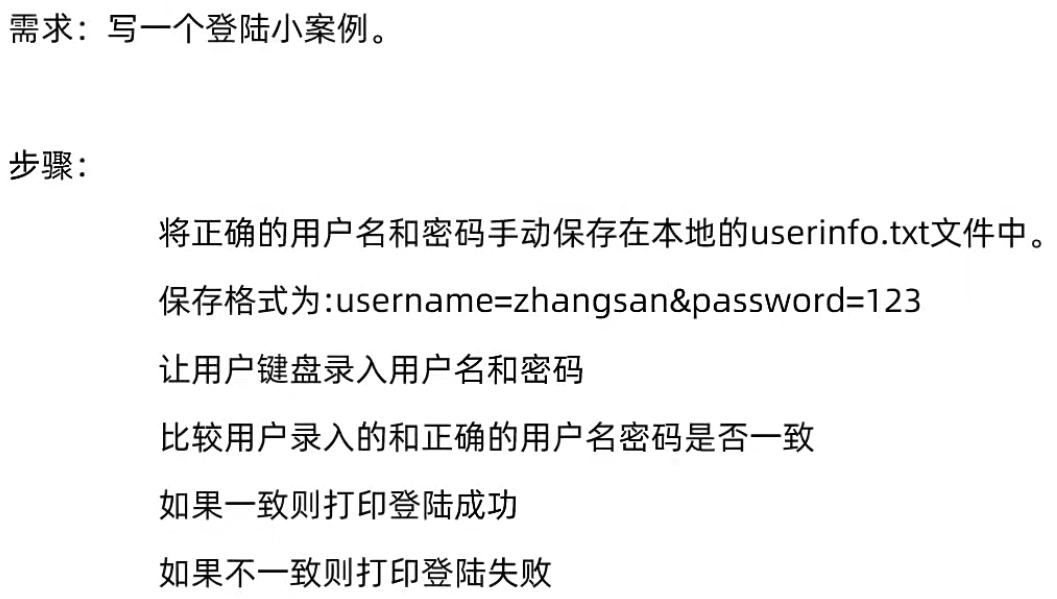 需求：写一个登陆小案例。
步骤：
将正确的用户名和密码手动保存在本地的userinfo.txt文件中。
保存格式为:username=zhangsan&password=123
让用户键盘录入用户名和密码
比较用户录入的和正确的用户名密码是否一致
如果一致则打印登陆成功
如果不一致则打印登陆失败